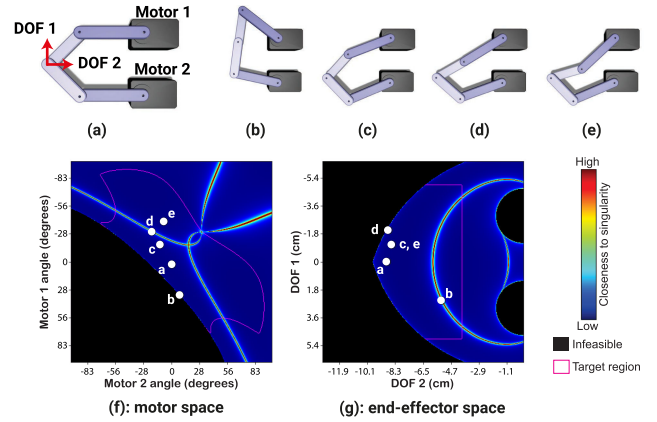 Motor 1
DOF 1
DOF 2
Motor 2
(a)
(b)
(c)
(d)
(e)
-83
-56
-28
0
28
56
83
Motor 1 angle (degrees)
d
e
c
a
b
-83
-56
-28
0
28
56
83
Motor 2 angle (degrees)
(f): motor space
-5.4
-3.6
-1.8
0
1.8
3.6
5.4
DOF 1 (cm)
d
c, e
a
b
-11.9
-10.1
-8.3
-6.5
-4.7
-2.9
-1.1
DOF 2 (cm)
(g): end-effector space
High
Closeness to singularity
Low
Infeasible
Target region